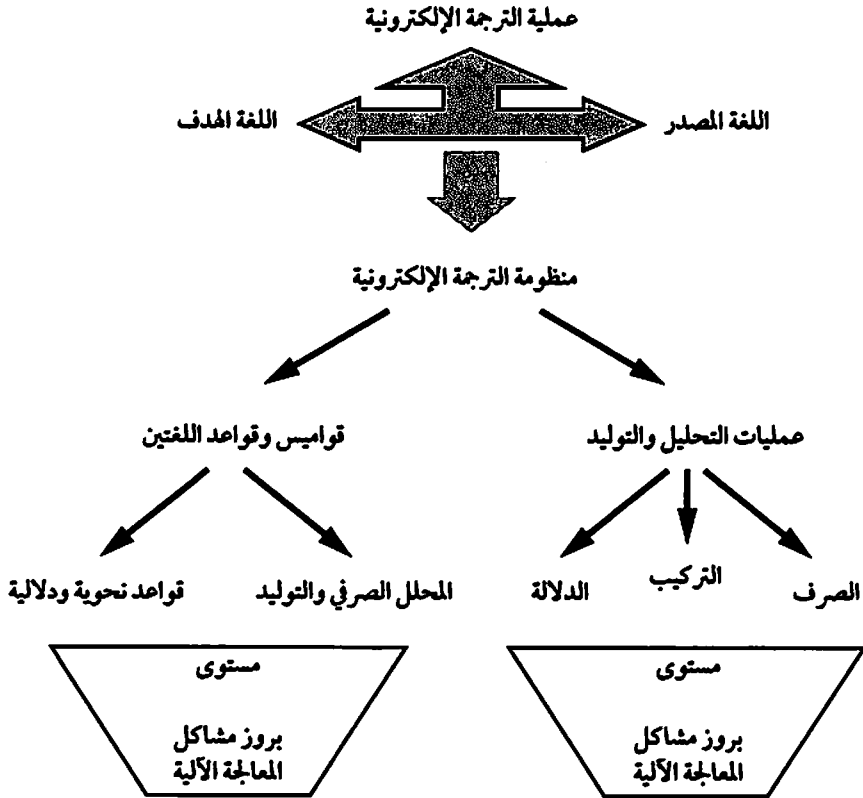 عملية الترجمة الإلكترونية
اللغة المصدر
اللغة الهدف
منظومة الترجمة الإلكترونية
عمليات التحليل والتوليد
قواميس وقواعد اللغتين
الصرف
التركيب
الدلالة
المحلل الصرفي والتوليد
قواعد نحوية ودلالية
مستوى
بروز مشاكل
المعالجة الآلية
مستوى
بروز مشاكل
المعالجة الآلية